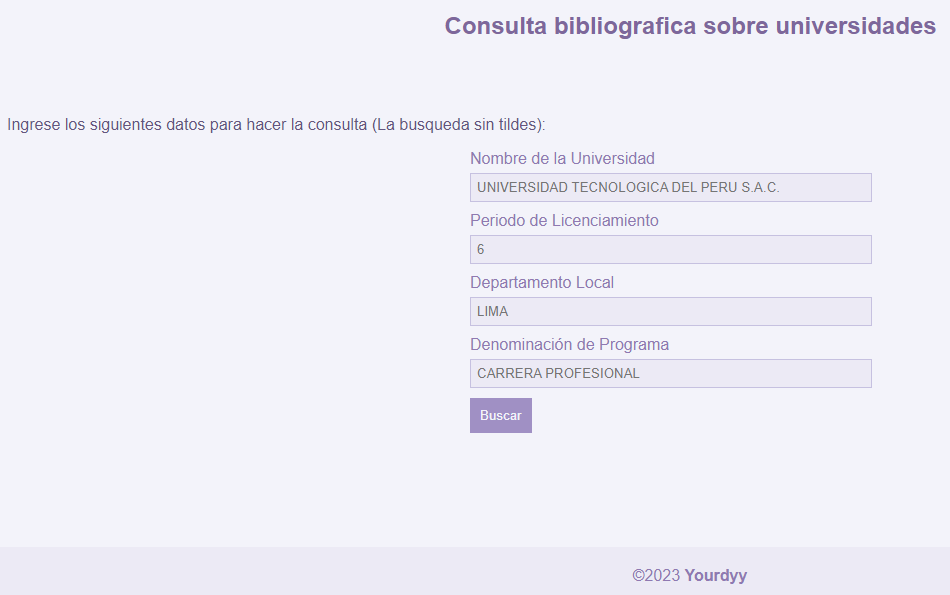 Consulta bibliografica sobre universidades
Ingrese los siguientes datos para hacer la consulta (La busqueda sin tildes):
Nombre de la Universidad
UNIVERSIDAD TECNOLOGICA DEL PERU S.A.C.
Periodo de Licenciamiento
6
Departamento Local
LIMA
Denominación de Programa
CARRERA PROFESIONAL
Buscar
©2023 Yourdyy